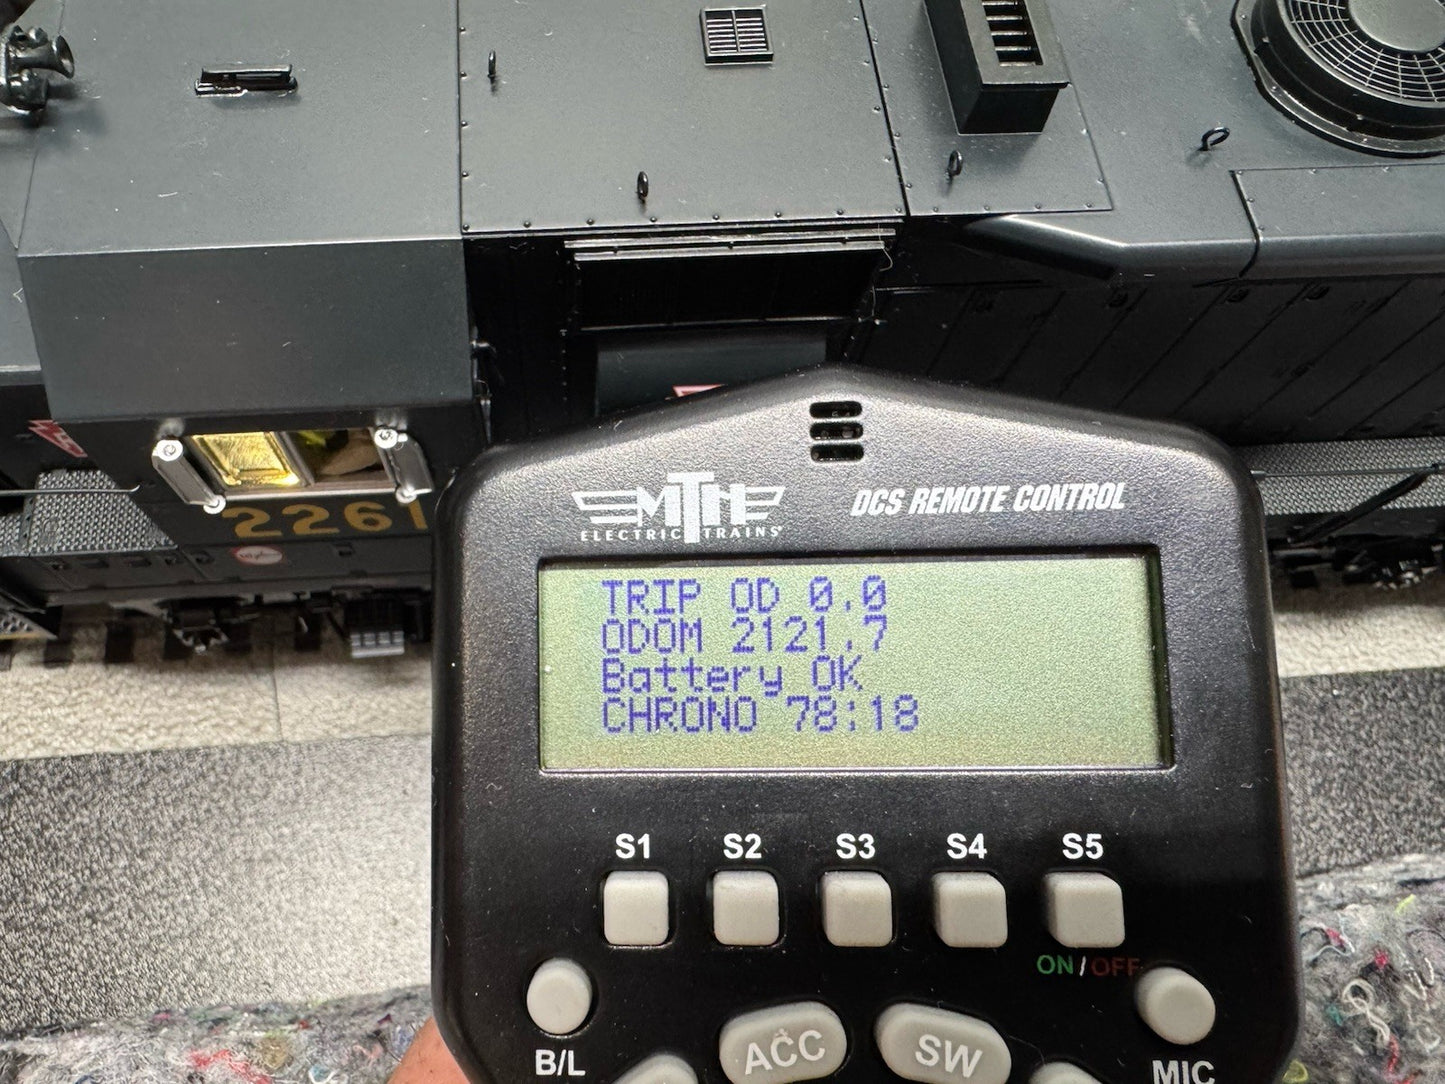 2261
MTH
ELECTRIC TRAINS
DCS REMOTE CONTROL
TRIP OD 0.0
ODOM 2121.7
Battery OK
CHRONO 78:18
S1 S2 S3 S4 S5
ON/OFF
B/L ACC SW MIC